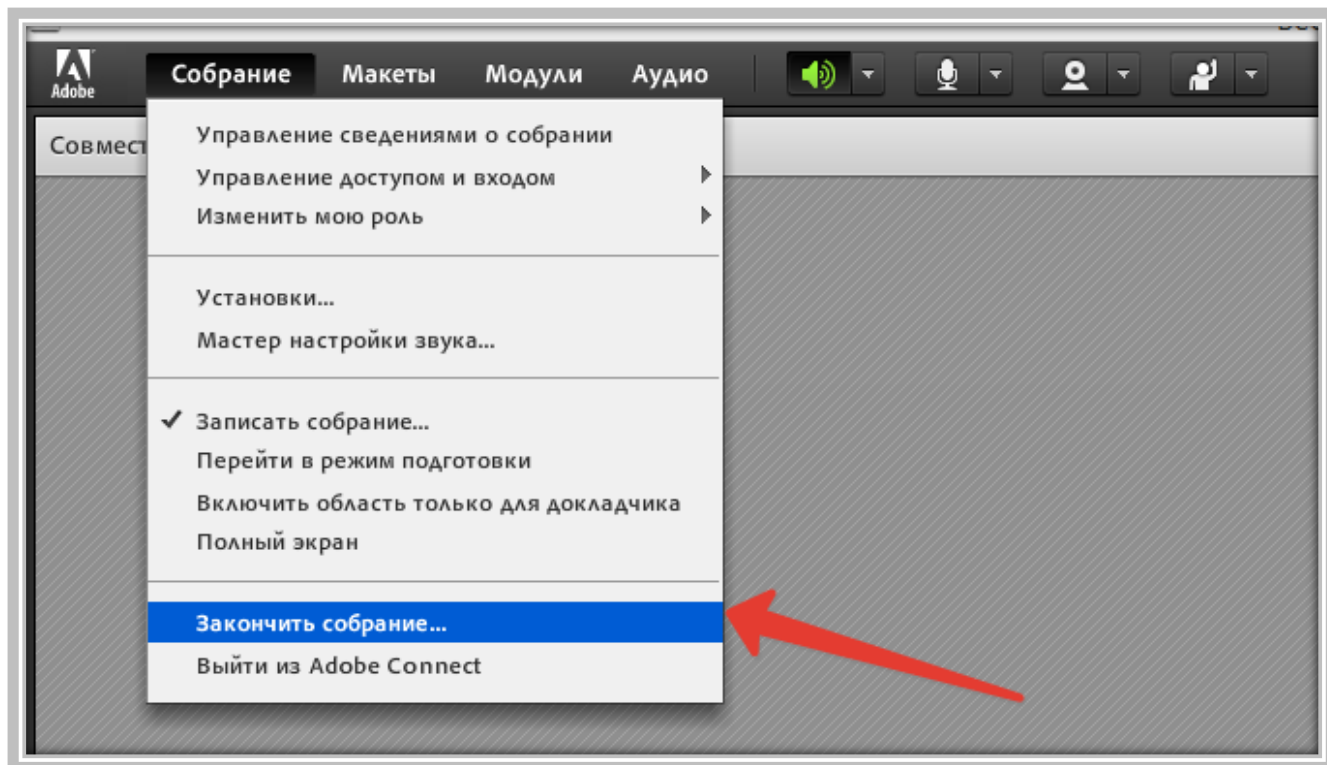 Adobe
Собрание Макеты Модули Аудио
Совмест
Управление сведениями о собрании
Управление доступом и входом
Изменить мою роль
Установки...
Мастер настройки звука...
Записать собрание...
Перейти в режим подготовки
Включить область только для докладчика
Полный экран
Закончить собрание...
Выйти из Adobe Connect